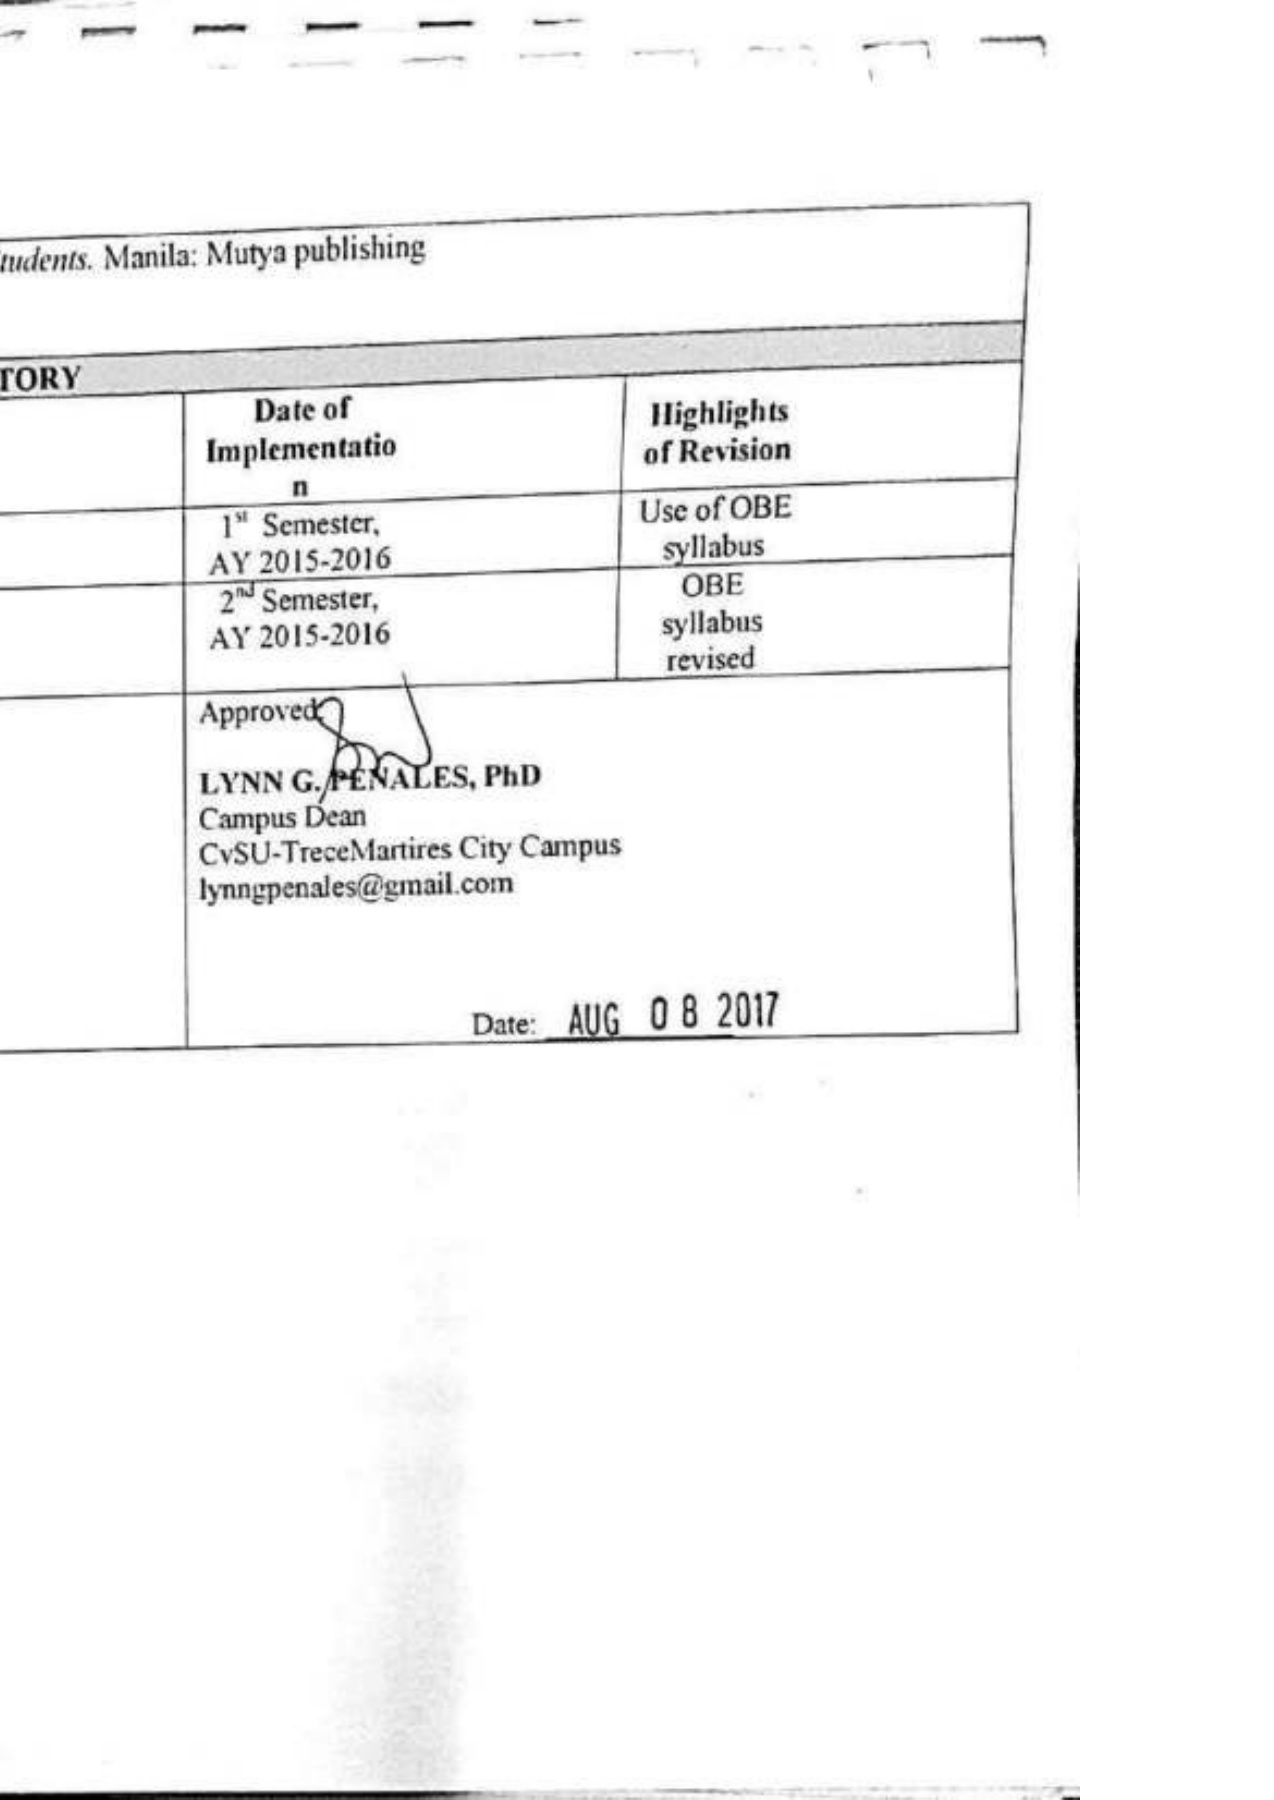 tudents. Manila: Mutya publishing
TORY
Date of
Implementatio
n
Highlights
of Revision
1st Semester,
AY 2015-2016
Use of OBE
syllabus
2nd Semester,
AY 2015-2016
OBE
syllabus
revised
Approved:
LYNN G. PENALES, PhD
Campus Dean
CvSU-TreceMartires City Campus
lynngpenales@gmail.com
Date: AUG 08 2017